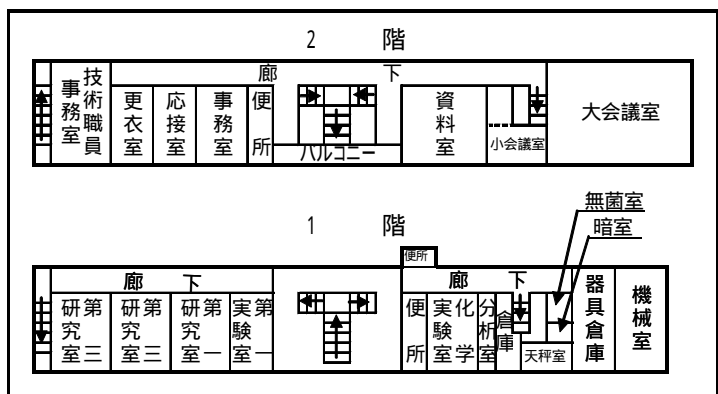 2 階
廊 下
技術職員
事務室
更衣室
応接室
事務室
便所
バルコニー
資料室
小会議室
大会議室
1 階
無菌室
暗室
便所
廊 下
廊 下
第三
研究室
第三
研究室
第一
研究室
第一
実験室
便所
化学
実験室
分析室
倉庫
天秤室
器具倉庫
機械室